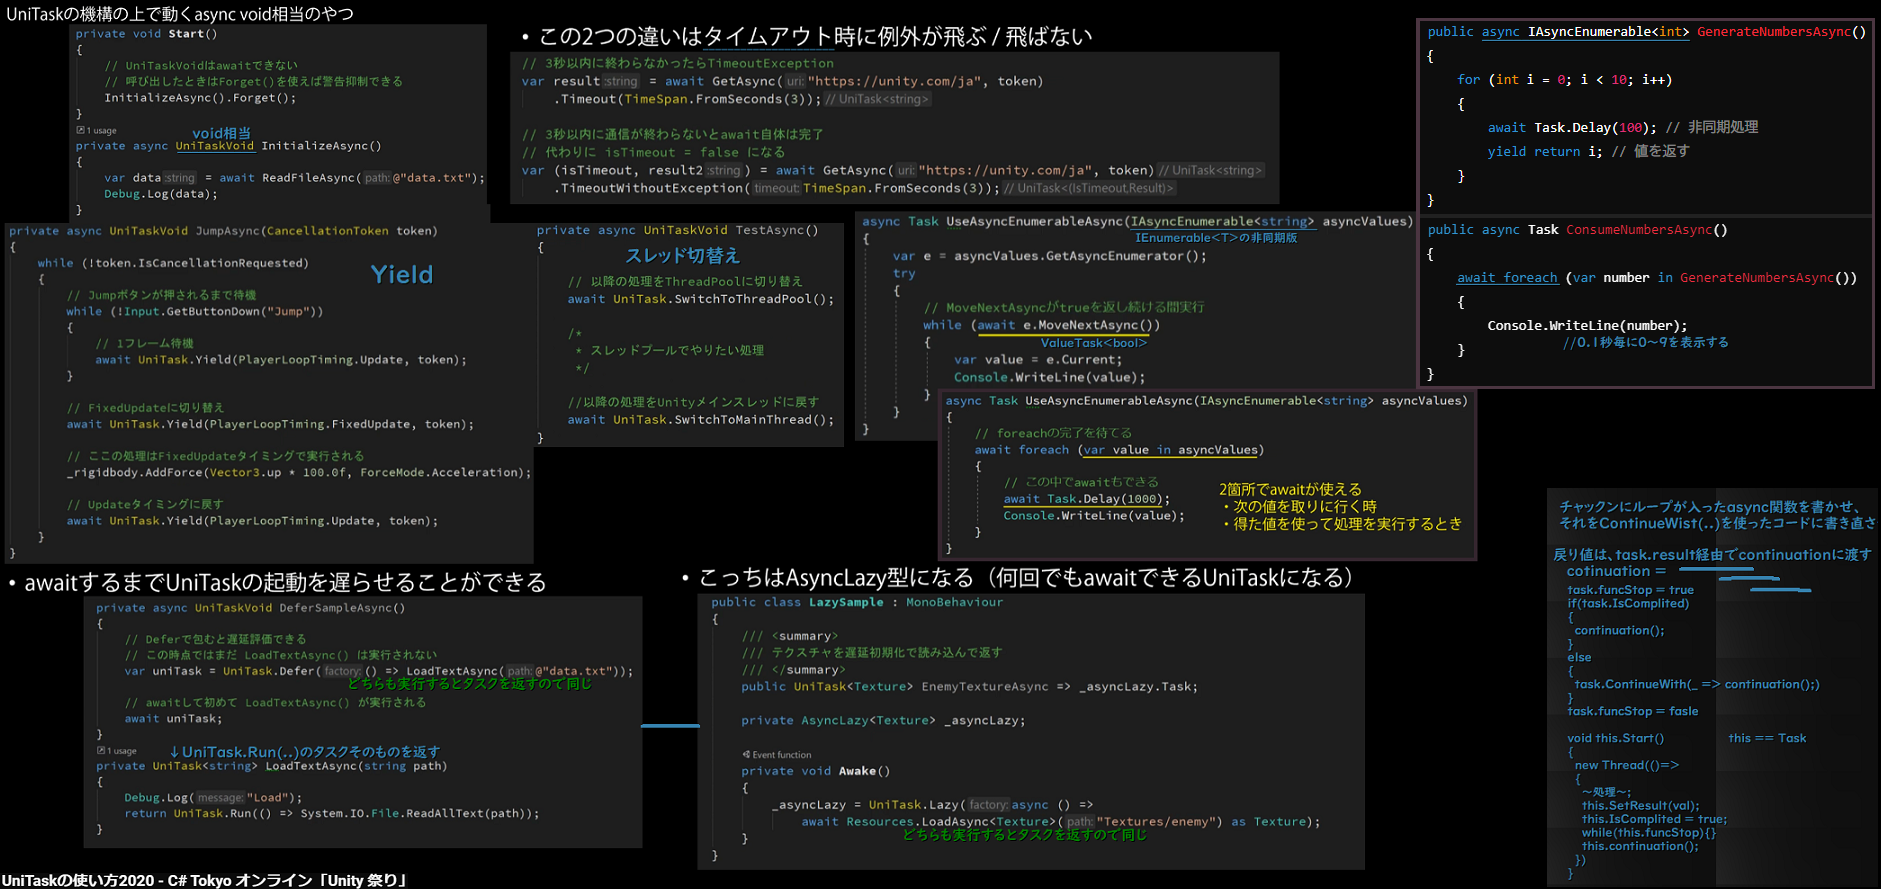 UniTaskの機構の上で動くasync void相当のやつ
private void Start()
{
// UniTaskVoidはawaitできない
// 呼び出したときはForget()を使えば警告抑制できる
InitializeAsync().Forget();
}
1 usage
void相当
private async UniTaskVoid InitializeAsync()
{
var data:string = await ReadFileAsync(path:@"data.txt");
Debug.Log(data);
}
・この2つの違いはタイムアウト時に例外が飛ぶ / 飛ばない
// 3秒以内に終わらなかったらTimeoutException
var result:string = await GetAsync(uri:"https://unity.com/ja", token)
.Timeout(TimeSpan.FromSeconds(3)); // UniTask<string>
// 3秒以内に通信が終わらないとawait自体は完了
// 代わりに isTimeout = false になる
var (isTimeout, result2:string) = await GetAsync(uri:"https://unity.com/ja", token) // UniTask<string>
.TimeoutWithoutException(timeout:TimeSpan.FromSeconds(3)); // UniTask<(IsTimeout,Result)>
public async IAsyncEnumerable<int> GenerateNumbersAsync()
{
for (int i = 0; i < 10; i++)
{
await Task.Delay(100); // 非同期処理
yield return i; // 値を返す
}
}
public async Task ConsumeNumbersAsync()
{
await foreach (var number in GenerateNumbersAsync())
{
Console.WriteLine(number);
//0.1秒毎に0～9を表示する
}
}
private async UniTaskVoid JumpAsync(CancellationToken token)
{
while (!token.IsCancellationRequested)
Yield
{
// Jumpボタンが押されるまで待機
while (!Input.GetButtonDown("Jump"))
{
// 1フレーム待機
await UniTask.Yield(PlayerLoopTiming.Update, token);
}
// FixedUpdateに切り替え
await UniTask.Yield(PlayerLoopTiming.FixedUpdate, token);
// ここの処理はFixedUpdateタイミングで実行される
_rigidbody.AddForce(Vector3.up * 100.0f, ForceMode.Acceleration);
// Updateタイミングに戻す
await UniTask.Yield(PlayerLoopTiming.Update, token);
}
}
private async UniTaskVoid TestAsync()
{
スレッド切替え
// 以降の処理をThreadPoolに切り替え
await UniTask.SwitchToThreadPool();
/*
* スレッドプールでやりたい処理
*/
//以降の処理をUnityメインスレッドに戻す
await UniTask.SwitchToMainThread();
}
async Task UseAsyncEnumerableAsync(IAsyncEnumerable<string> asyncValues)
{
IEnumerable<T>の非同期版
var e = asyncValues.GetAsyncEnumerator();
try
{
// MoveNextAsyncがtrueを返し続ける間実行
while (await e.MoveNextAsync())
{
ValueTask<bool>
var value = e.Current;
Console.WriteLine(value);
}
}
}
async Task UseAsyncEnumerableAsync(IAsyncEnumerable<string> asyncValues)
{
// foreachの完了を待てる
await foreach (var value in asyncValues)
{
// この中でawaitもできる
await Task.Delay(1000);
Console.WriteLine(value);
}
}
2箇所でawaitが使える
・次の値を取りに行く時
・得た値を使って処理を実行するとき
・awaitするまでUniTaskの起動を遅らせることができる
private async UniTaskVoid DeferSampleAsync()
{
// Deferで包むと遅延評価できる
// この時点ではまだ LoadTextAsync() は実行されない
var uniTask = UniTask.Defer(factory:() => LoadTextAsync(path:@"data.txt"));
どちらも実行するとタスクを返すので同じ
// awaitして初めて LoadTextAsync() が実行される
await uniTask;
}
1 usage
↓UniTask.Run(..)のタスクそのものを返す
private UniTask<string> LoadTextAsync(string path)
{
Debug.Log(message:"Load");
return UniTask.Run(() => System.IO.File.ReadAllText(path));
}
・こっちはAsyncLazy型になる（何回でもawaitできるUniTaskになる）
public class LazySample : MonoBehaviour
{
/// <summary>
/// テクスチャを遅延初期化で読み込んで返す
/// </summary>
public UniTask<Texture> EnemyTextureAsync => _asyncLazy.Task;
private AsyncLazy<Texture> _asyncLazy;
Event function
private void Awake()
{
_asyncLazy = UniTask.Lazy(factory:async () =>
await Resources.LoadAsync<Texture>(path:"Textures/enemy") as Texture);
どちらも実行するとタスクを返すので同じ
}
}
チャックンにループが入ったasync関数を書かせ、
それをContinueWist(..)を使ったコードに書き直さ
戻り値は、task.result経由でcontinuationに渡す
cotinuation =
task.funcStop = true
if(task.IsComplited)
{
continuation();
}
else
{
task.ContinueWith(_ => continuation();)
}
task.funcStop = fasle
void this.Start() this == Task
{
new Thread(()=>
{
～処理～;
this.SetResult(val);
this.IsComplited = true;
while(this.funcStop){}
this.continuation();
})
}
UniTaskの使い方2020 - C# Tokyo オンライン「Unity 祭り」